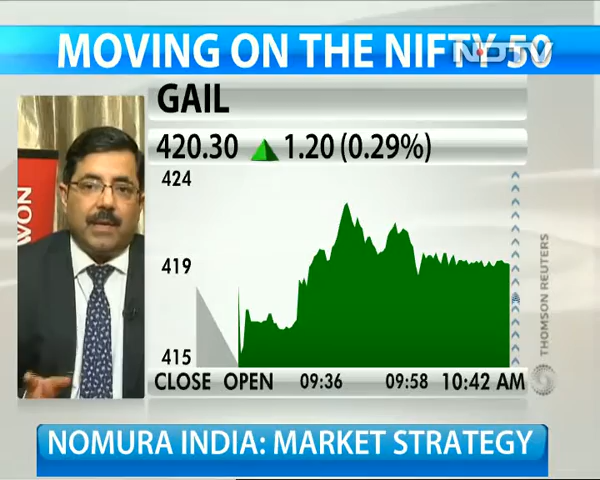 MOVING ON THE NIFTY 50
NDTV
GAIL
420.30 ▲ 1.20 (0.29%)
424
419
415
CLOSE OPEN 09:36 09:58 10:42 AM
THOMSON REUTERS
WON
NOMURA INDIA: MARKET STRATEGY